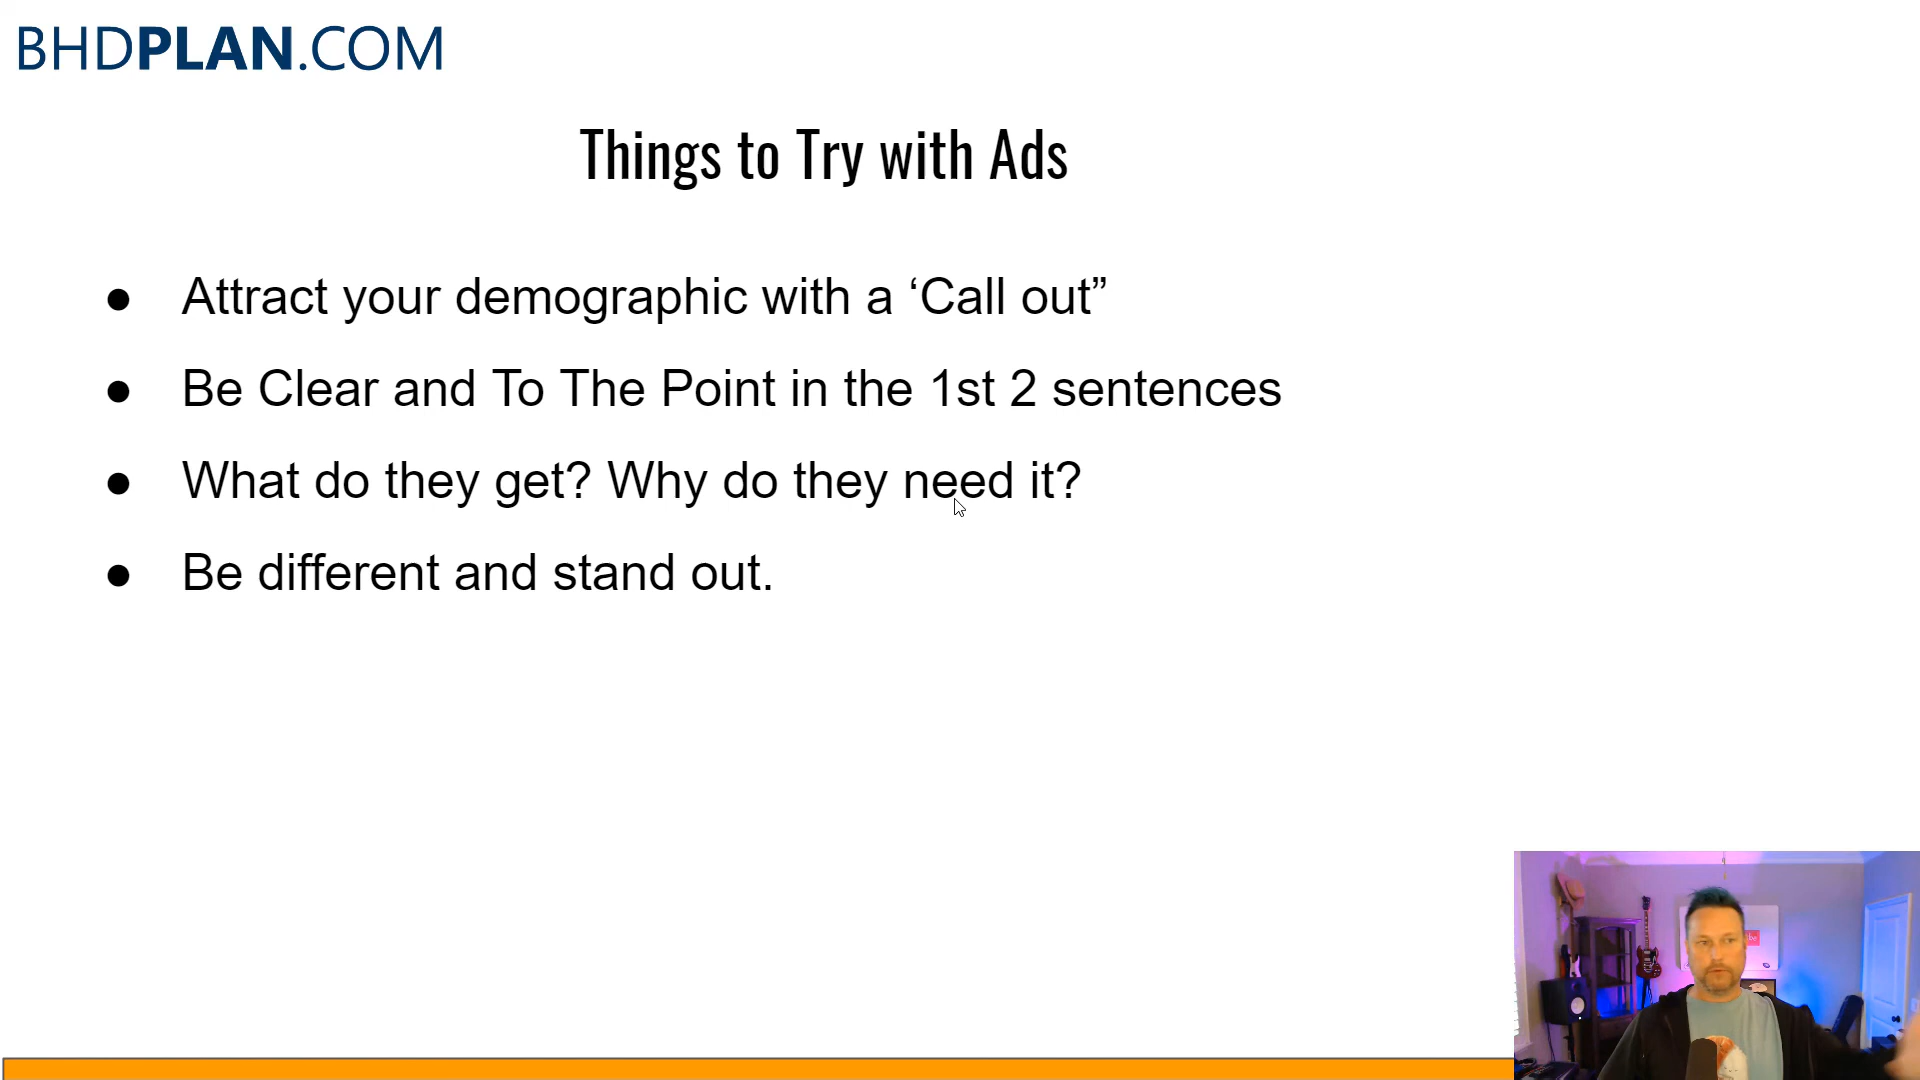 BHDPLAN.COM
Things to Try with Ads
● Attract your demographic with a ‘Call out”
● Be Clear and To The Point in the 1st 2 sentences
● What do they get? Why do they need it?
● Be different and stand out.